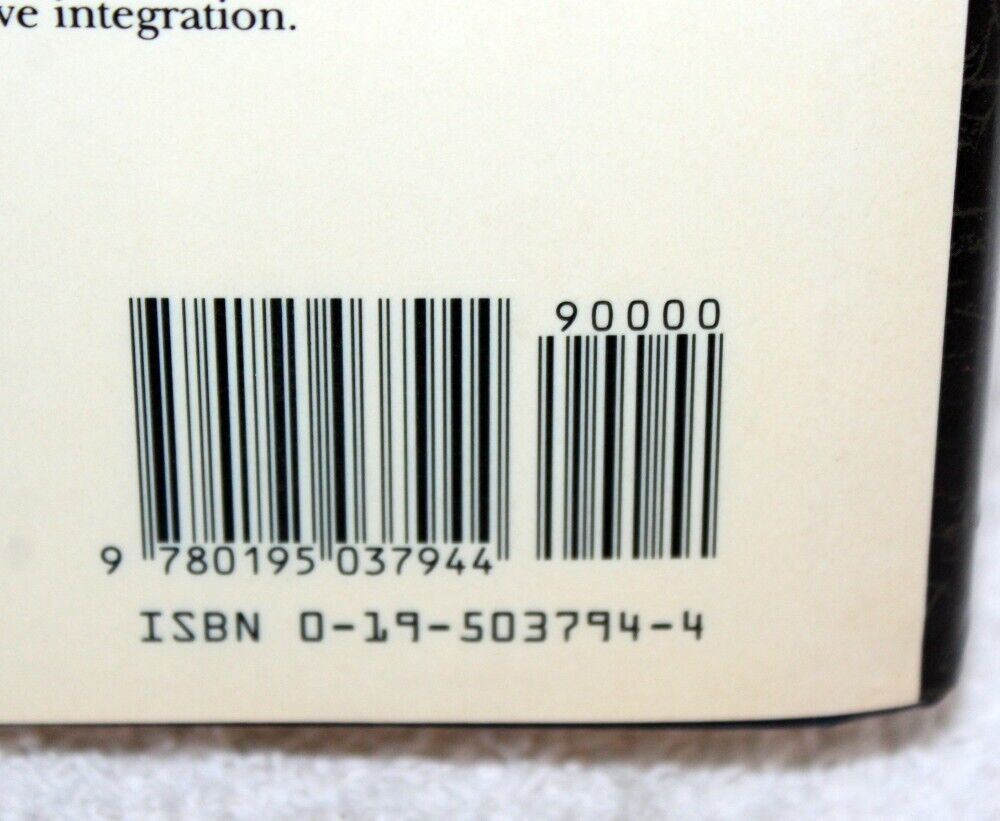 ve integration.
90000
9 780195 037944
ISBN 0-19-503794-4